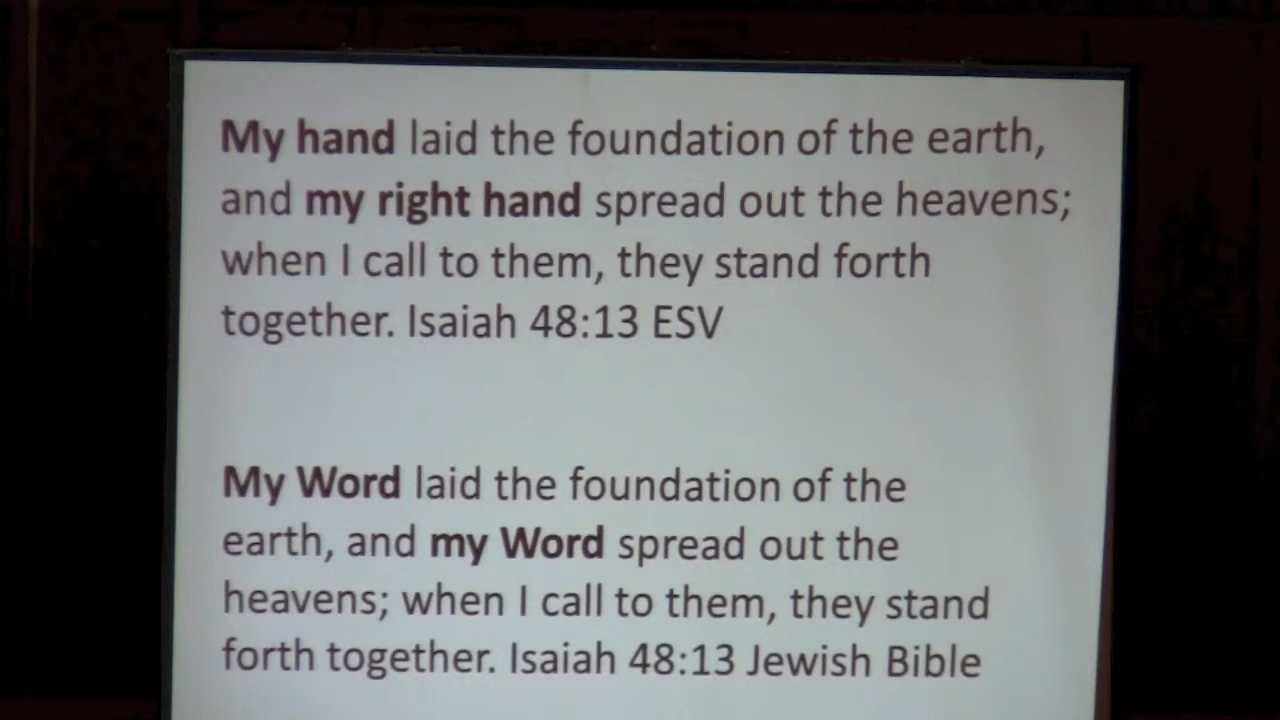 My hand laid the foundation of the earth,
and my right hand spread out the heavens;
when I call to them, they stand forth
together. Isaiah 48:13 ESV
My Word laid the foundation of the
earth, and my Word spread out the
heavens; when I call to them, they stand
forth together. Isaiah 48:13 Jewish Bible